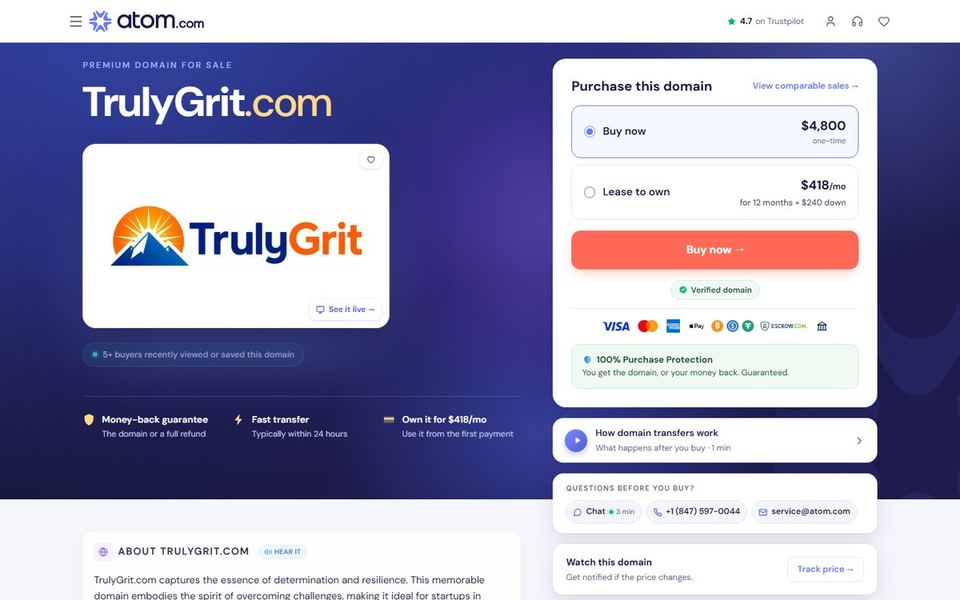 atom.com
4.7 on Trustpilot
PREMIUM DOMAIN FOR SALE
TrulyGrit.com
TrulyGrit
See it live →
5+ buyers recently viewed or saved this domain
Money-back guarantee
The domain or a full refund
Fast transfer
Typically within 24 hours
Own it for $418/mo
Use it from the first payment
Purchase this domain
View comparable sales →
Buy now
$4,800
one-time
Lease to own
$418/mo
for 12 months + $240 down
Buy now →
Verified domain
VISA
Pay
ESCROW.COM
100% Purchase Protection
You get the domain, or your money back. Guaranteed.
How domain transfers work
What happens after you buy · 1 min
QUESTIONS BEFORE YOU BUY?
Chat 3 min
+1 (847) 597-0044
service@atom.com
Watch this domain
Get notified if the price changes.
Track price →
ABOUT TRULYGRIT.COM
HEAR IT
TrulyGrit.com captures the essence of determination and resilience. This memorable
domain embodies the spirit of overcoming challenges, making it ideal for startups in